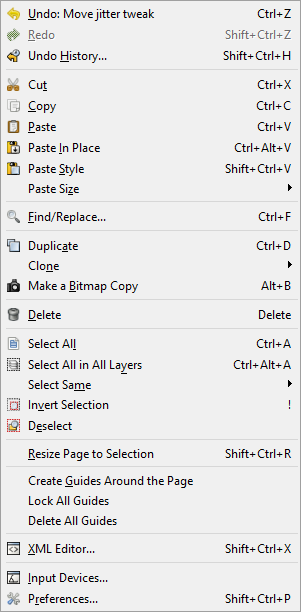 Undo: Move jitter tweak Ctrl+Z
Redo Shift+Ctrl+Z
Undo History... Shift+Ctrl+H
Cut Ctrl+X
Copy Ctrl+C
Paste Ctrl+V
Paste In Place Ctrl+Alt+V
Paste Style Shift+Ctrl+V
Paste Size
Find/Replace... Ctrl+F
Duplicate Ctrl+D
Clone
Make a Bitmap Copy Alt+B
Delete Delete
Select All Ctrl+A
Select All in All Layers Ctrl+Alt+A
Select Same
Invert Selection !
Deselect
Resize Page to Selection Shift+Ctrl+R
Create Guides Around the Page
Lock All Guides
Delete All Guides
XML Editor... Shift+Ctrl+X
Input Devices...
Preferences... Shift+Ctrl+P